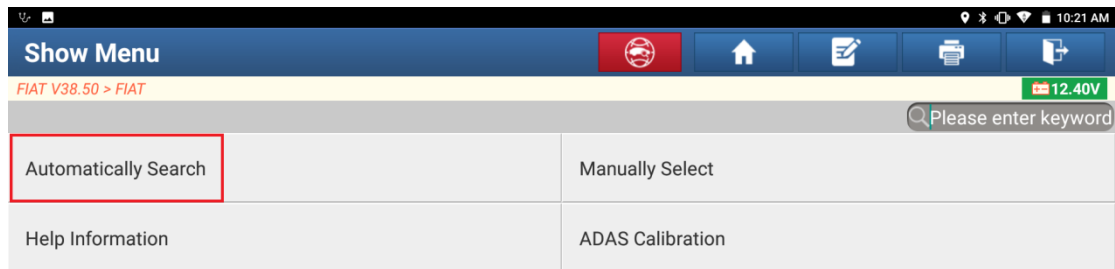 10:21 AM
Show Menu
FIAT V38.50 > FIAT
12.40V
Please enter keyword
Automatically Search
Manually Select
Help Information
ADAS Calibration